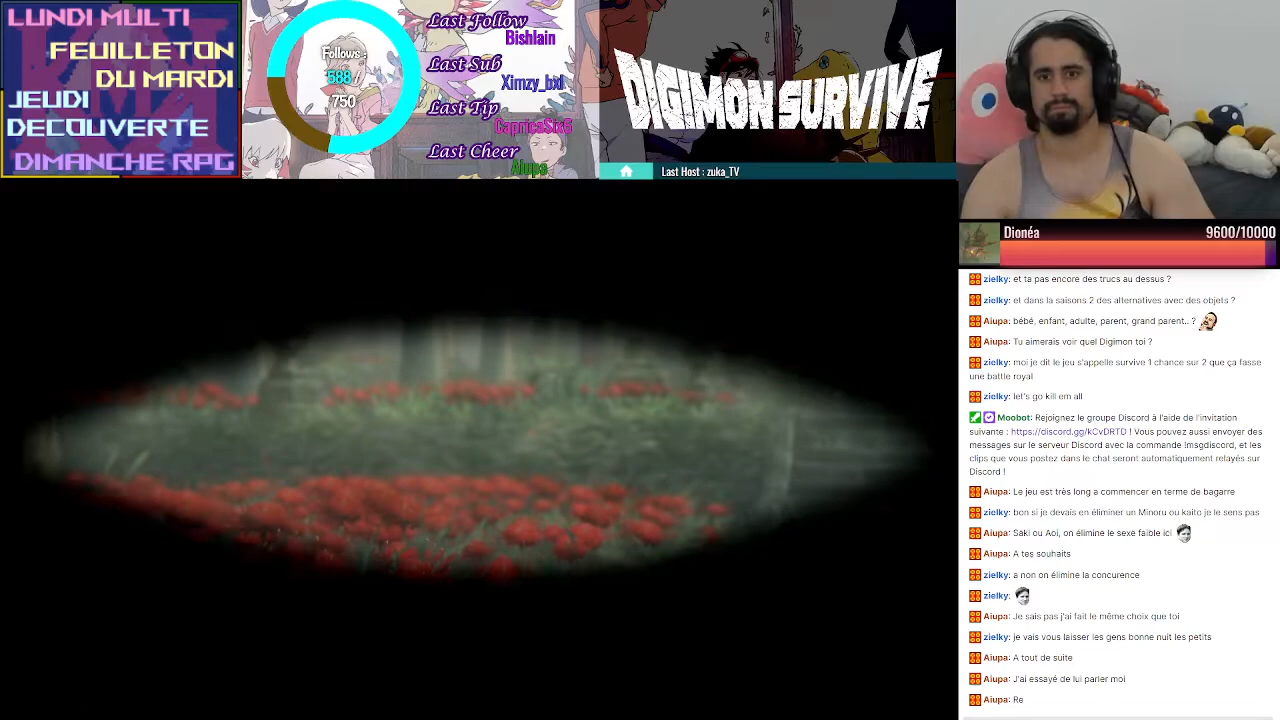 LUNDI MULTI
FEUILLETON
DU MARDI
JEUDI
DECOUVERTE
DIMANCHE RPG
Follows :
588 /
750
Last Follow
Bishlain
Last Sub
Ximzy_bxl
Last Tip
CapricaSix6
Last Cheer
Aiupa
DIGIMON SURVIVE
Last Host : zuka_TV
Dionéa 9600/10000
zielky: et ta pas encore des trucs au dessus ?
zielky: et dans la saisons 2 des alternatives avec des objets ?
Aiupa: bébé, enfant, adulte, parent, grand parent.. ?
Aiupa: Tu aimerais voir quel Digimon toi ?
zielky: moi je dit le jeu s'appelle survive 1 chance sur 2 que ça fasse
une battle royal
zielky: let's go kill em all
Moobot: Rejoignez le groupe Discord à l'aide de l'invitation
suivante : https://discord.gg/kCvDRTD ! Vous pouvez aussi envoyer des
messages sur le serveur Discord avec la commande !msgdiscord, et les
clips que vous postez dans le chat seront automatiquement relayés sur
Discord !
Aiupa: Le jeu est très long a commencer en terme de bagarre
zielky: bon si je devais en éliminer un Minoru ou kaito je le sens pas
Aiupa: Saki ou Aoi, on élimine le sexe faible ici
Aiupa: A tes souhaits
zielky: a non on élimine la concurence
zielky:
Aiupa: Je sais pas j'ai fait le même choix que toi
zielky: je vais vous laisser les gens bonne nuit les petits
Aiupa: A tout de suite
Aiupa: J'ai essayé de lui parler moi
Aiupa: Re